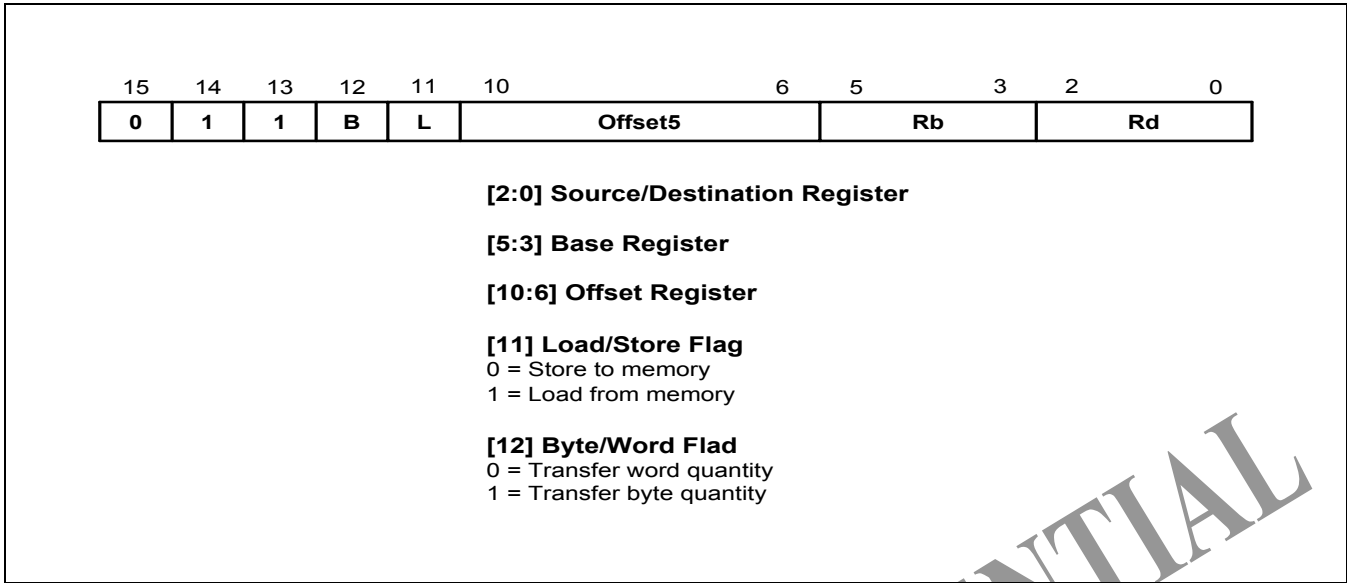 15 14 13 12 11 10 6 5 3 2 0
0 1 1 B L Offset5 Rb Rd
[2:0] Source/Destination Register
[5:3] Base Register
[10:6] Offset Register
[11] Load/Store Flag
0 = Store to memory
1 = Load from memory
[12] Byte/Word Flad
0 = Transfer word quantity
1 = Transfer byte quantity
NTIAL